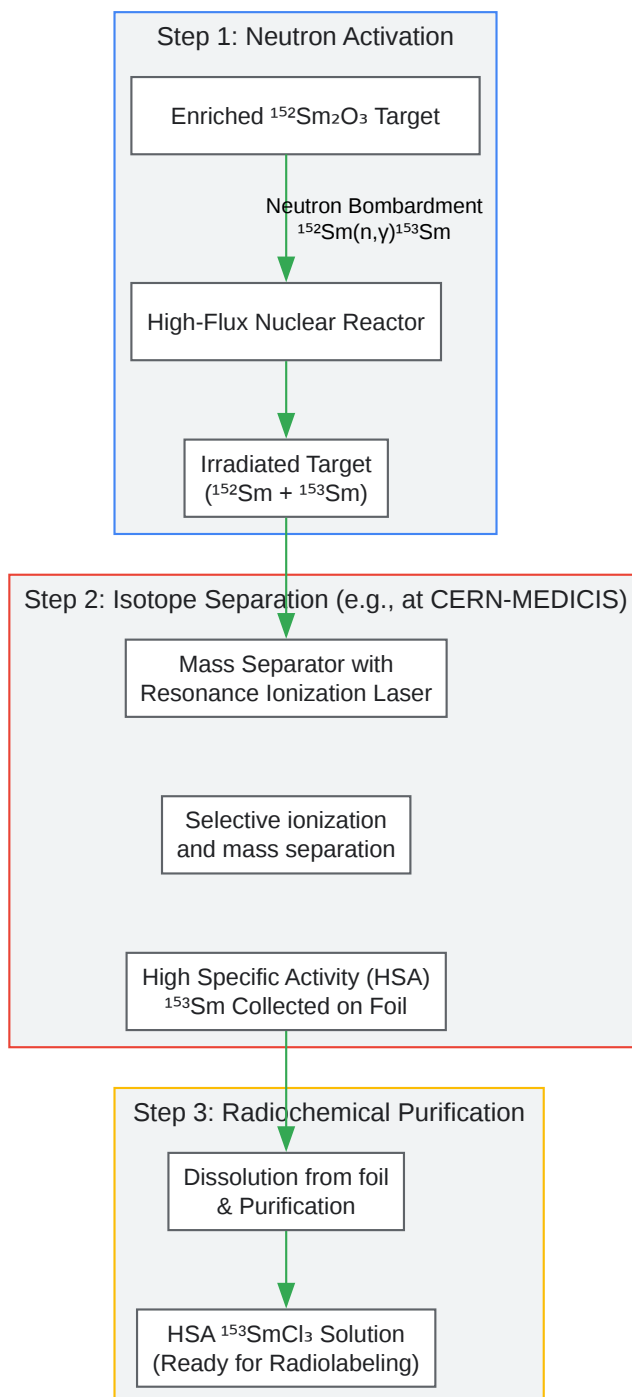 Step 1: Neutron Activation
Enriched ¹⁵²Sm₂O₃ Target
Neutron Bombardment
¹⁵²Sm(n,γ)¹⁵³Sm
High-Flux Nuclear Reactor
Irradiated Target
(¹⁵²Sm + ¹⁵³Sm)
Step 2: Isotope Separation (e.g., at CERN-MEDICIS)
Mass Separator with
Resonance Ionization Laser
Selective ionization
and mass separation
High Specific Activity (HSA)
¹⁵³Sm Collected on Foil
Step 3: Radiochemical Purification
Dissolution from foil
& Purification
HSA ¹⁵³SmCl₃ Solution
(Ready for Radiolabeling)